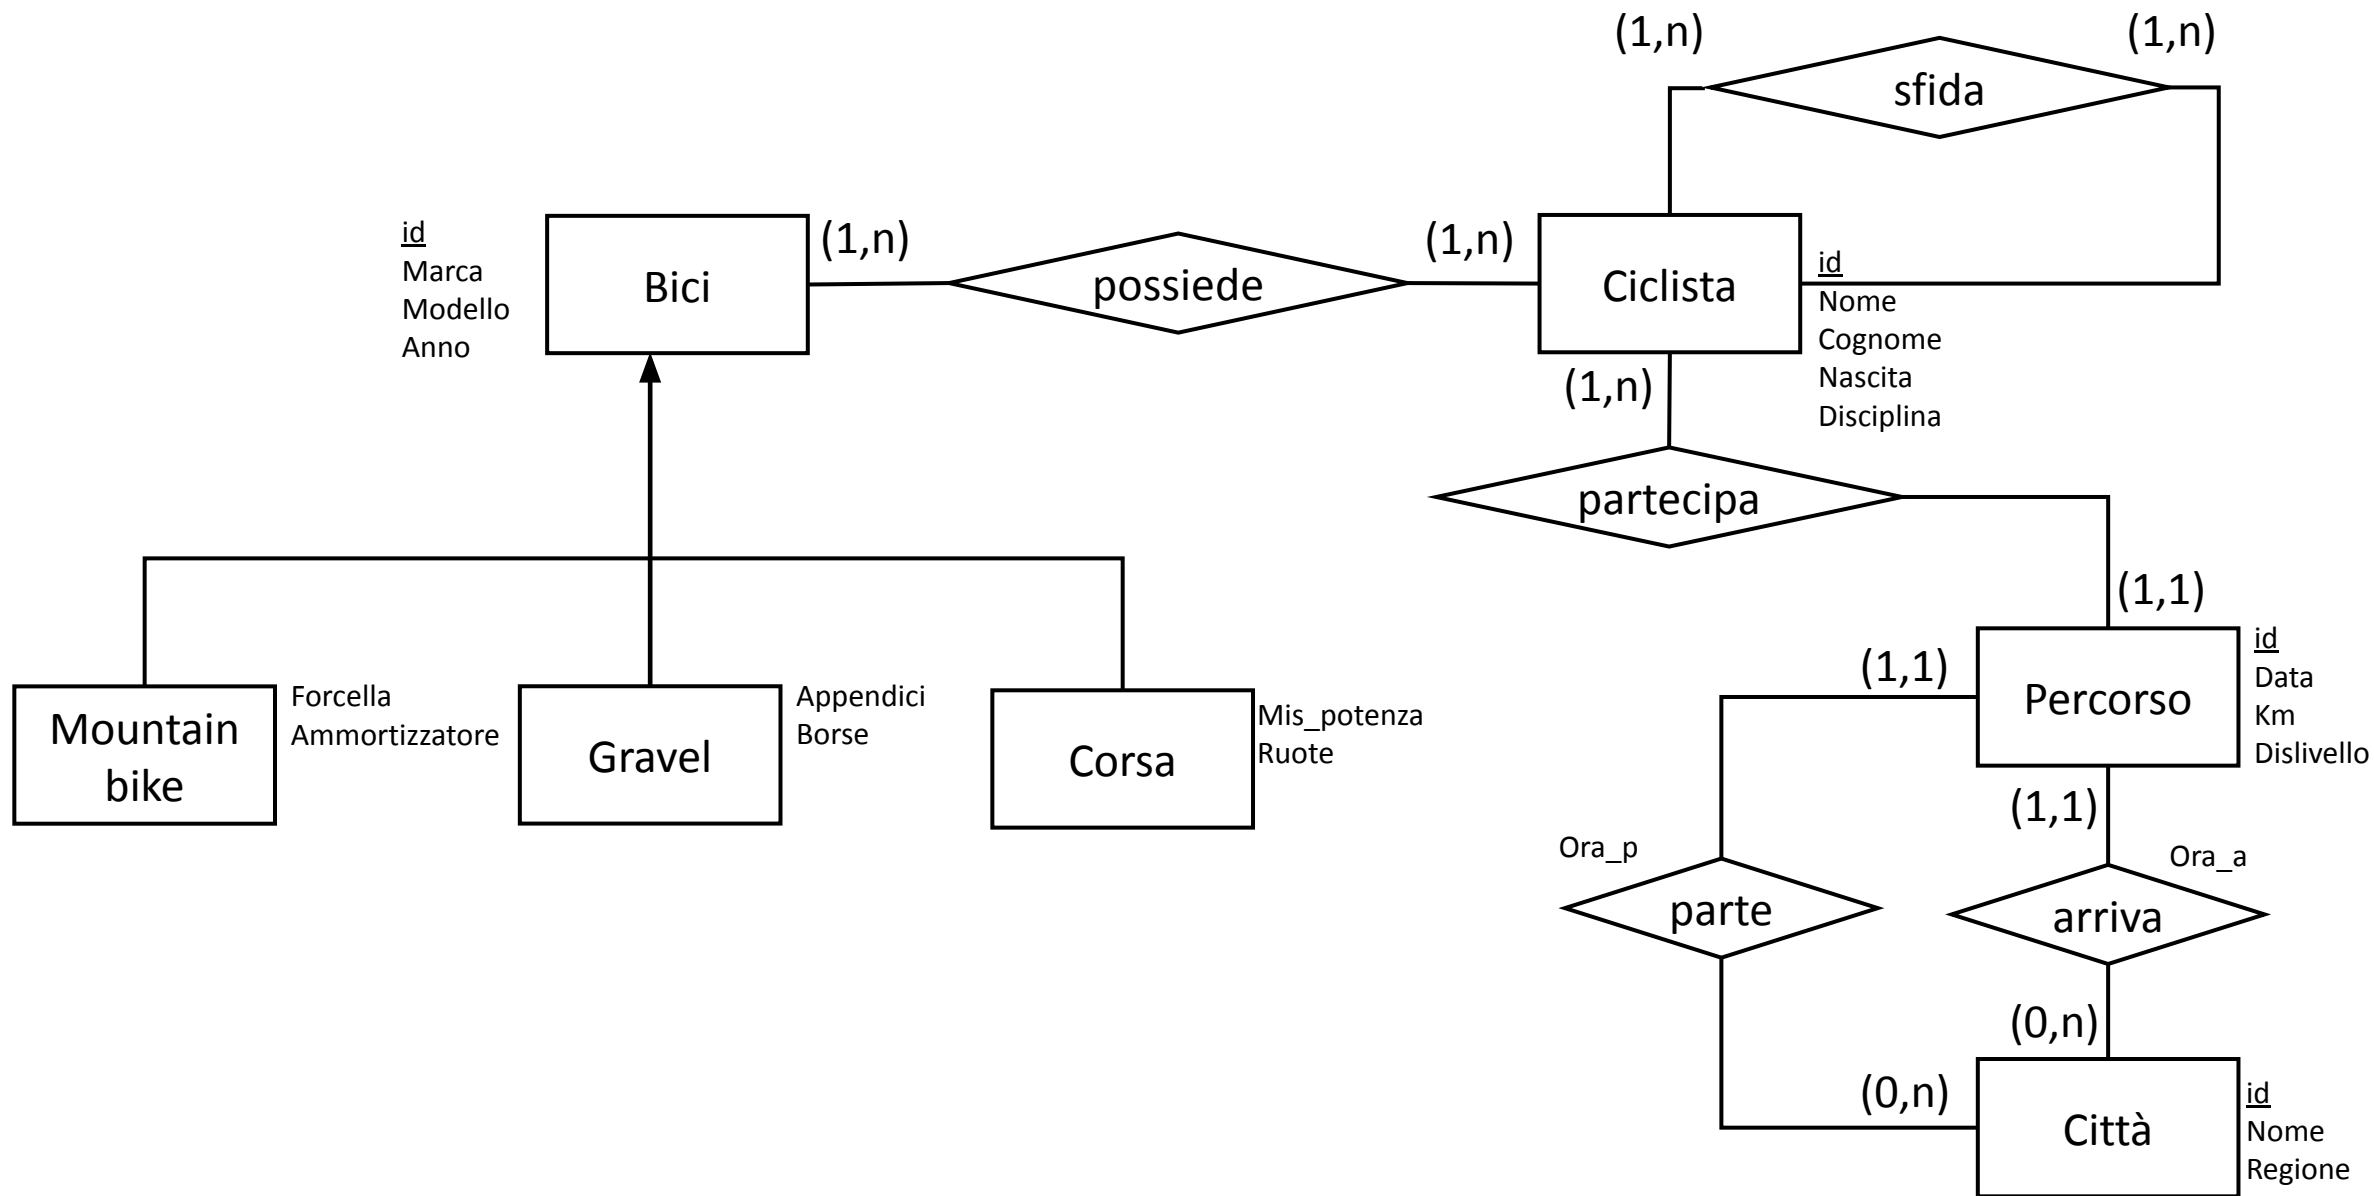 (1,n)
(1,n)
sfida
id
Marca
Modello
Anno
Bici
(1,n)
possiede
(1,n)
Ciclista
id
Nome
Cognome
Nascita
Disciplina
(1,n)
partecipa
(1,1)
Mountain
bike
Forcella
Ammortizzatore
Gravel
Appendici
Borse
Corsa
Mis_potenza
Ruote
(1,1)
Percorso
id
Data
Km
Dislivello
(1,1)
Ora_p
parte
Ora_a
arriva
(0,n)
(0,n)
Città
id
Nome
Regione